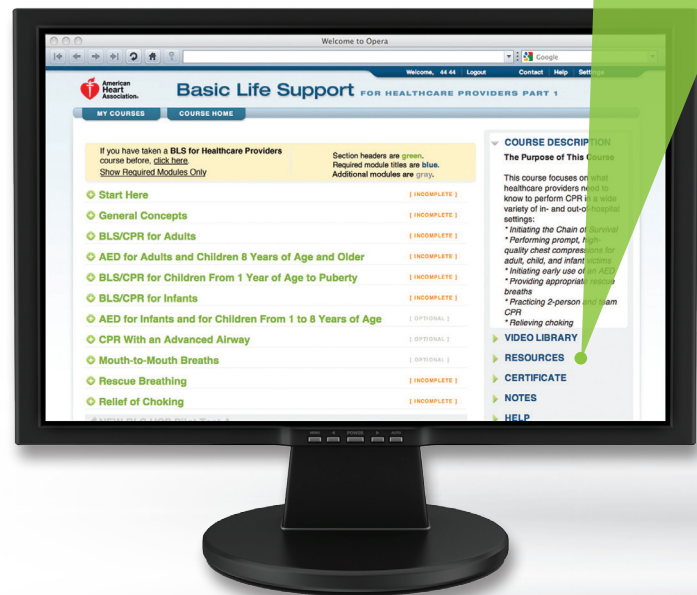 Welcome to Opera
Google
Welcome, 44 44 Logout Contact Help Settings
American
Heart
Association®
Basic Life Support FOR HEALTHCARE PROVIDERS PART 1
MY COURSES COURSE HOME
If you have taken a BLS for Healthcare Providers
course before, click here.
Show Required Modules Only
Section headers are green.
Required module titles are blue.
Additional modules are gray.
Start Here [ INCOMPLETE ]
General Concepts [ INCOMPLETE ]
BLS/CPR for Adults [ INCOMPLETE ]
AED for Adults and Children 8 Years of Age and Older [ INCOMPLETE ]
BLS/CPR for Children From 1 Year of Age to Puberty [ INCOMPLETE ]
BLS/CPR for Infants [ INCOMPLETE ]
AED for Infants and for Children From 1 to 8 Years of Age [ OPTIONAL ]
CPR With an Advanced Airway [ OPTIONAL ]
Mouth-to-Mouth Breaths [ OPTIONAL ]
Rescue Breathing [ INCOMPLETE ]
Relief of Choking [ INCOMPLETE ]
COURSE DESCRIPTION
The Purpose of This Course
This course focuses on what
healthcare providers need to
know to perform CPR in a wide
variety of in- and out-of-hospital
settings:
* Initiating the Chain of Survival
* Performing prompt, high-
quality chest compressions for
adult, child, and infant victims
* Initiating early use of an AED
* Providing appropriate rescue
breaths
* Practicing 2-person and team
CPR
* Relieving choking
VIDEO LIBRARY
RESOURCES
CERTIFICATE
NOTES
HELP
MENU POWER AUTO